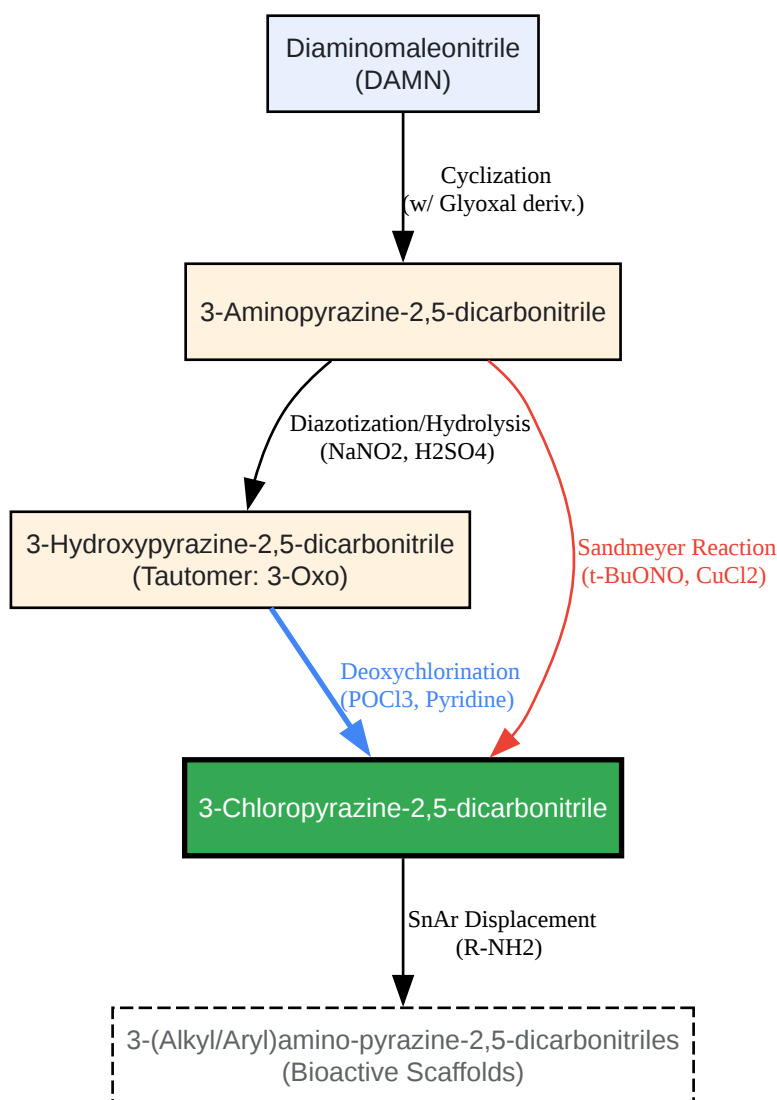 Diaminomaleonitrile
(DAMN)
Cyclization
(w/ Glyoxal deriv.)
3-Aminopyrazine-2,5-dicarbonitrile
Diazotization/Hydrolysis
(NaNO2, H2SO4)
3-Hydroxypyrazine-2,5-dicarbonitrile
(Tautomer: 3-Oxo)
Sandmeyer Reaction
(t-BuONO, CuCl2)
Deoxychlorination
(POCl3, Pyridine)
3-Chloropyrazine-2,5-dicarbonitrile
SnAr Displacement
(R-NH2)
3-(Alkyl/Aryl)amino-pyrazine-2,5-dicarbonitriles
(Bioactive Scaffolds)